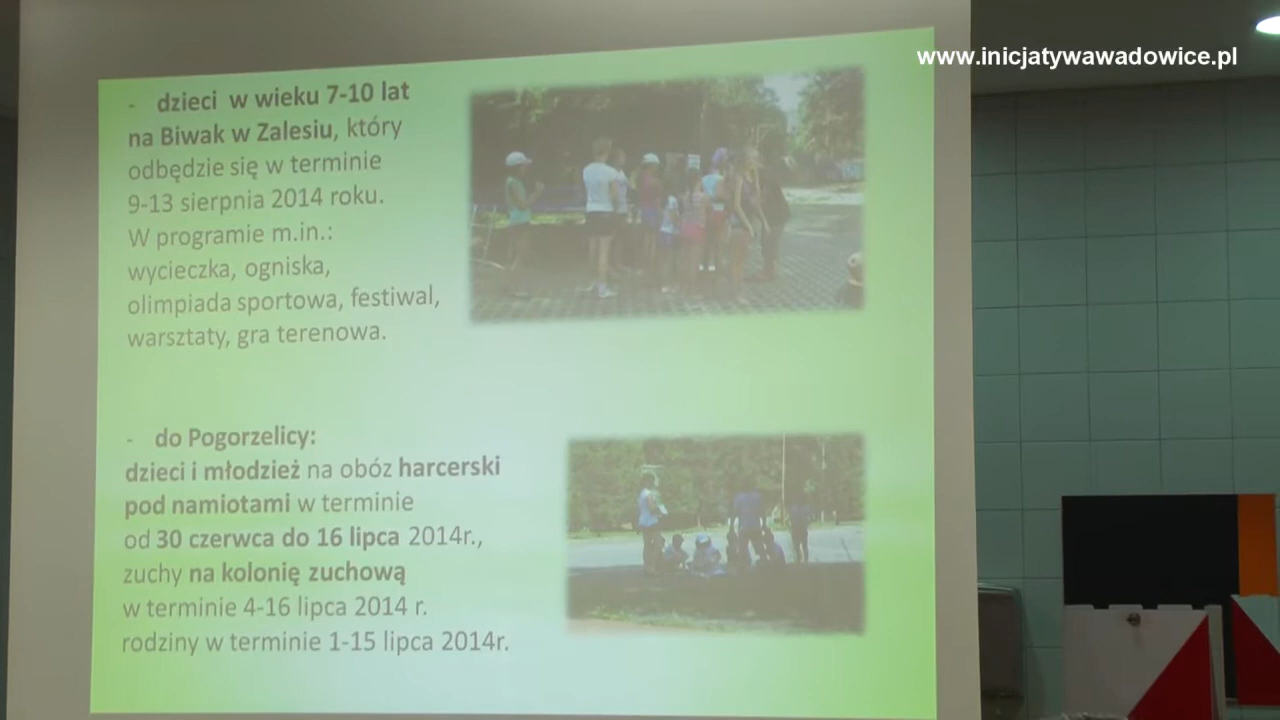 www.inicjatywawadowice.pl
- dzieci w wieku 7-10 lat
na Biwak w Zalesiu, który
odbędzie się w terminie
9-13 sierpnia 2014 roku.
W programie m.in.:
wycieczka, ogniska,
olimpiada sportowa, festiwal,
warsztaty, gra terenowa.
- do Pogorzelicy:
dzieci i młodzież na obóz harcerski
pod namiotami w terminie
od 30 czerwca do 16 lipca 2014r.,
zuchy na kolonię zuchową
w terminie 4-16 lipca 2014 r.
rodziny w terminie 1-15 lipca 2014r.